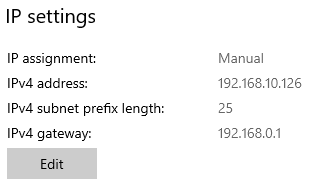 IP settings
IP assignment: Manual
IPv4 address: 192.168.10.126
IPv4 subnet prefix length: 25
IPv4 gateway: 192.168.0.1
Edit